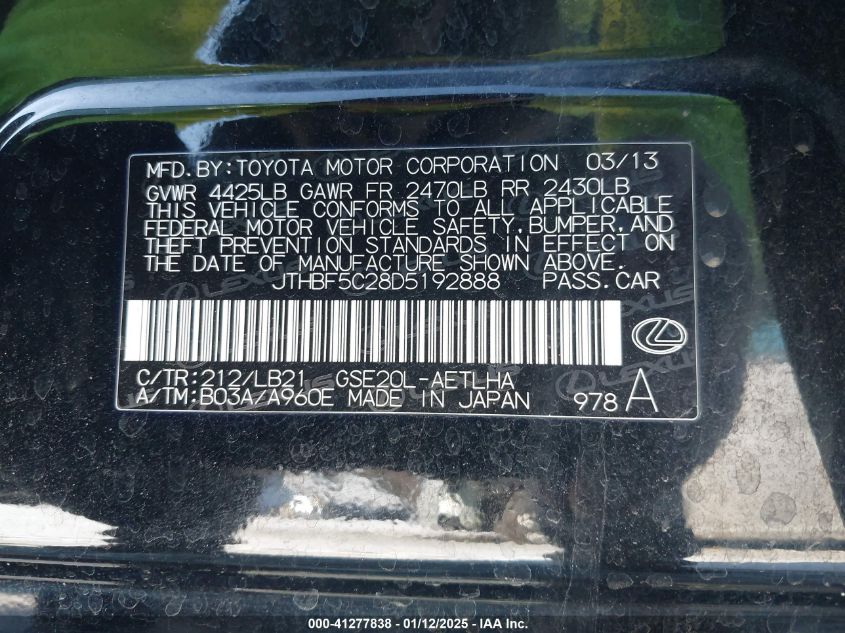 MFD.BY:TOYOTA MOTOR CORPORATION 03/13
GVWR 4425LB GAWR FR 2470LB RR 2430LB
THIS VEHICLE CONFORMS TO ALL APPLICABLE
FEDERAL MOTOR VEHICLE SAFETY,BUMPER,AND
THEFT PREVENTION STANDARDS IN EFFECT ON
THE DATE OF MANUFACTURE SHOWN ABOVE.
JTHBF5C28D5192888 PASS.CAR
C/TR:212/LB21 GSE20L-AETLHA
A/TM:B03A/A960E MADE IN JAPAN 978 A
LEXUS
000-41277838 - 01/12/2025 - IAA Inc.